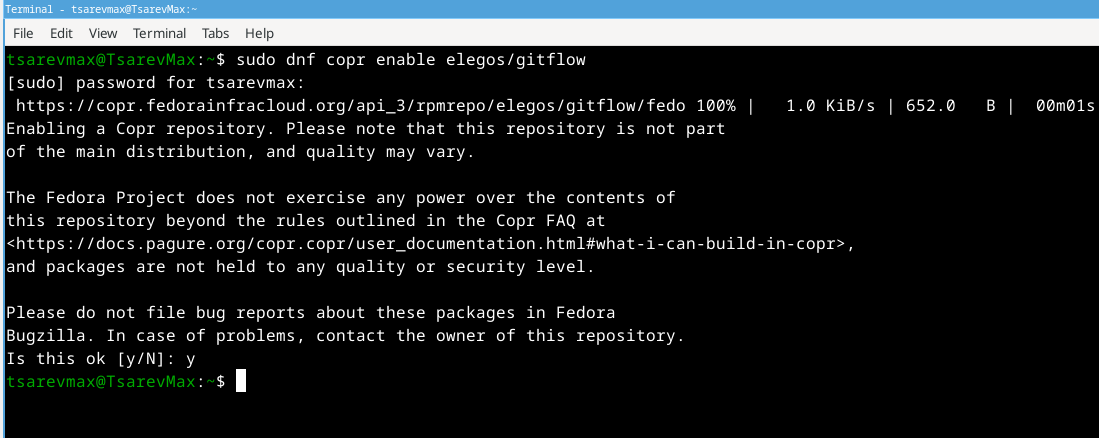 Terminal - tsarevmax@TsarevMax:~
File Edit View Terminal Tabs Help
tsarevmax@TsarevMax:~$ sudo dnf copr enable elegos/gitflow
[sudo] password for tsarevmax:
https://copr.fedorainfracloud.org/api_3/rpmrepo/elegos/gitflow/fedo 100% |   1.0 KiB/s | 652.0   B |  00m01s
Enabling a Copr repository. Please note that this repository is not part
of the main distribution, and quality may vary.
The Fedora Project does not exercise any power over the contents of
this repository beyond the rules outlined in the Copr FAQ at
<https://docs.pagure.org/copr.copr/user_documentation.html#what-i-can-build-in-copr>,
and packages are not held to any quality or security level.
Please do not file bug reports about these packages in Fedora
Bugzilla. In case of problems, contact the owner of this repository.
Is this ok [y/N]: y
tsarevmax@TsarevMax:~$